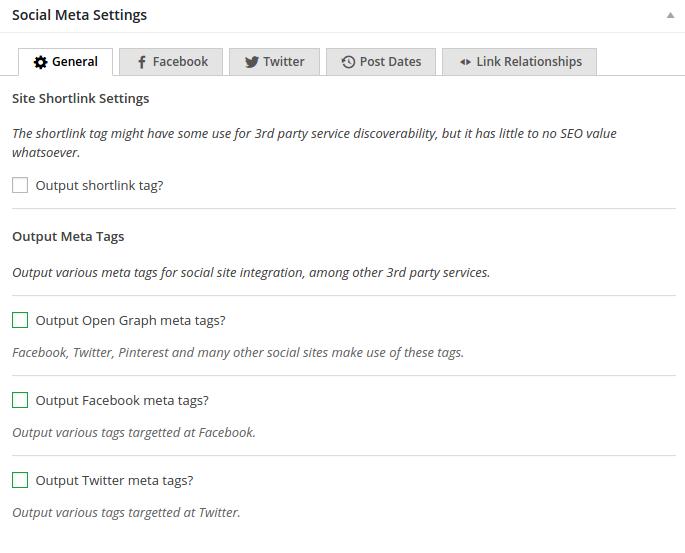 Social Meta Settings
General
Facebook
Twitter
Post Dates
Link Relationships
Site Shortlink Settings
The shortlink tag might have some use for 3rd party service discoverability, but it has little to no SEO value
whatsoever.
Output shortlink tag?
Output Meta Tags
Output various meta tags for social site integration, among other 3rd party services.
Output Open Graph meta tags?
Facebook, Twitter, Pinterest and many other social sites make use of these tags.
Output Facebook meta tags?
Output various tags targetted at Facebook.
Output Twitter meta tags?
Output various tags targetted at Twitter.